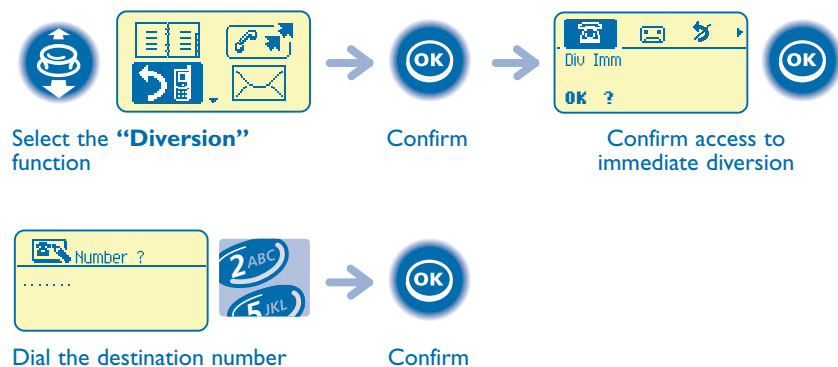 OK
Div Imm
OK ?
OK
Select the “Diversion”
function
Confirm
Confirm access to
immediate diversion
Number ?
.......
2ABC
5JKL
OK
Dial the destination number
Confirm